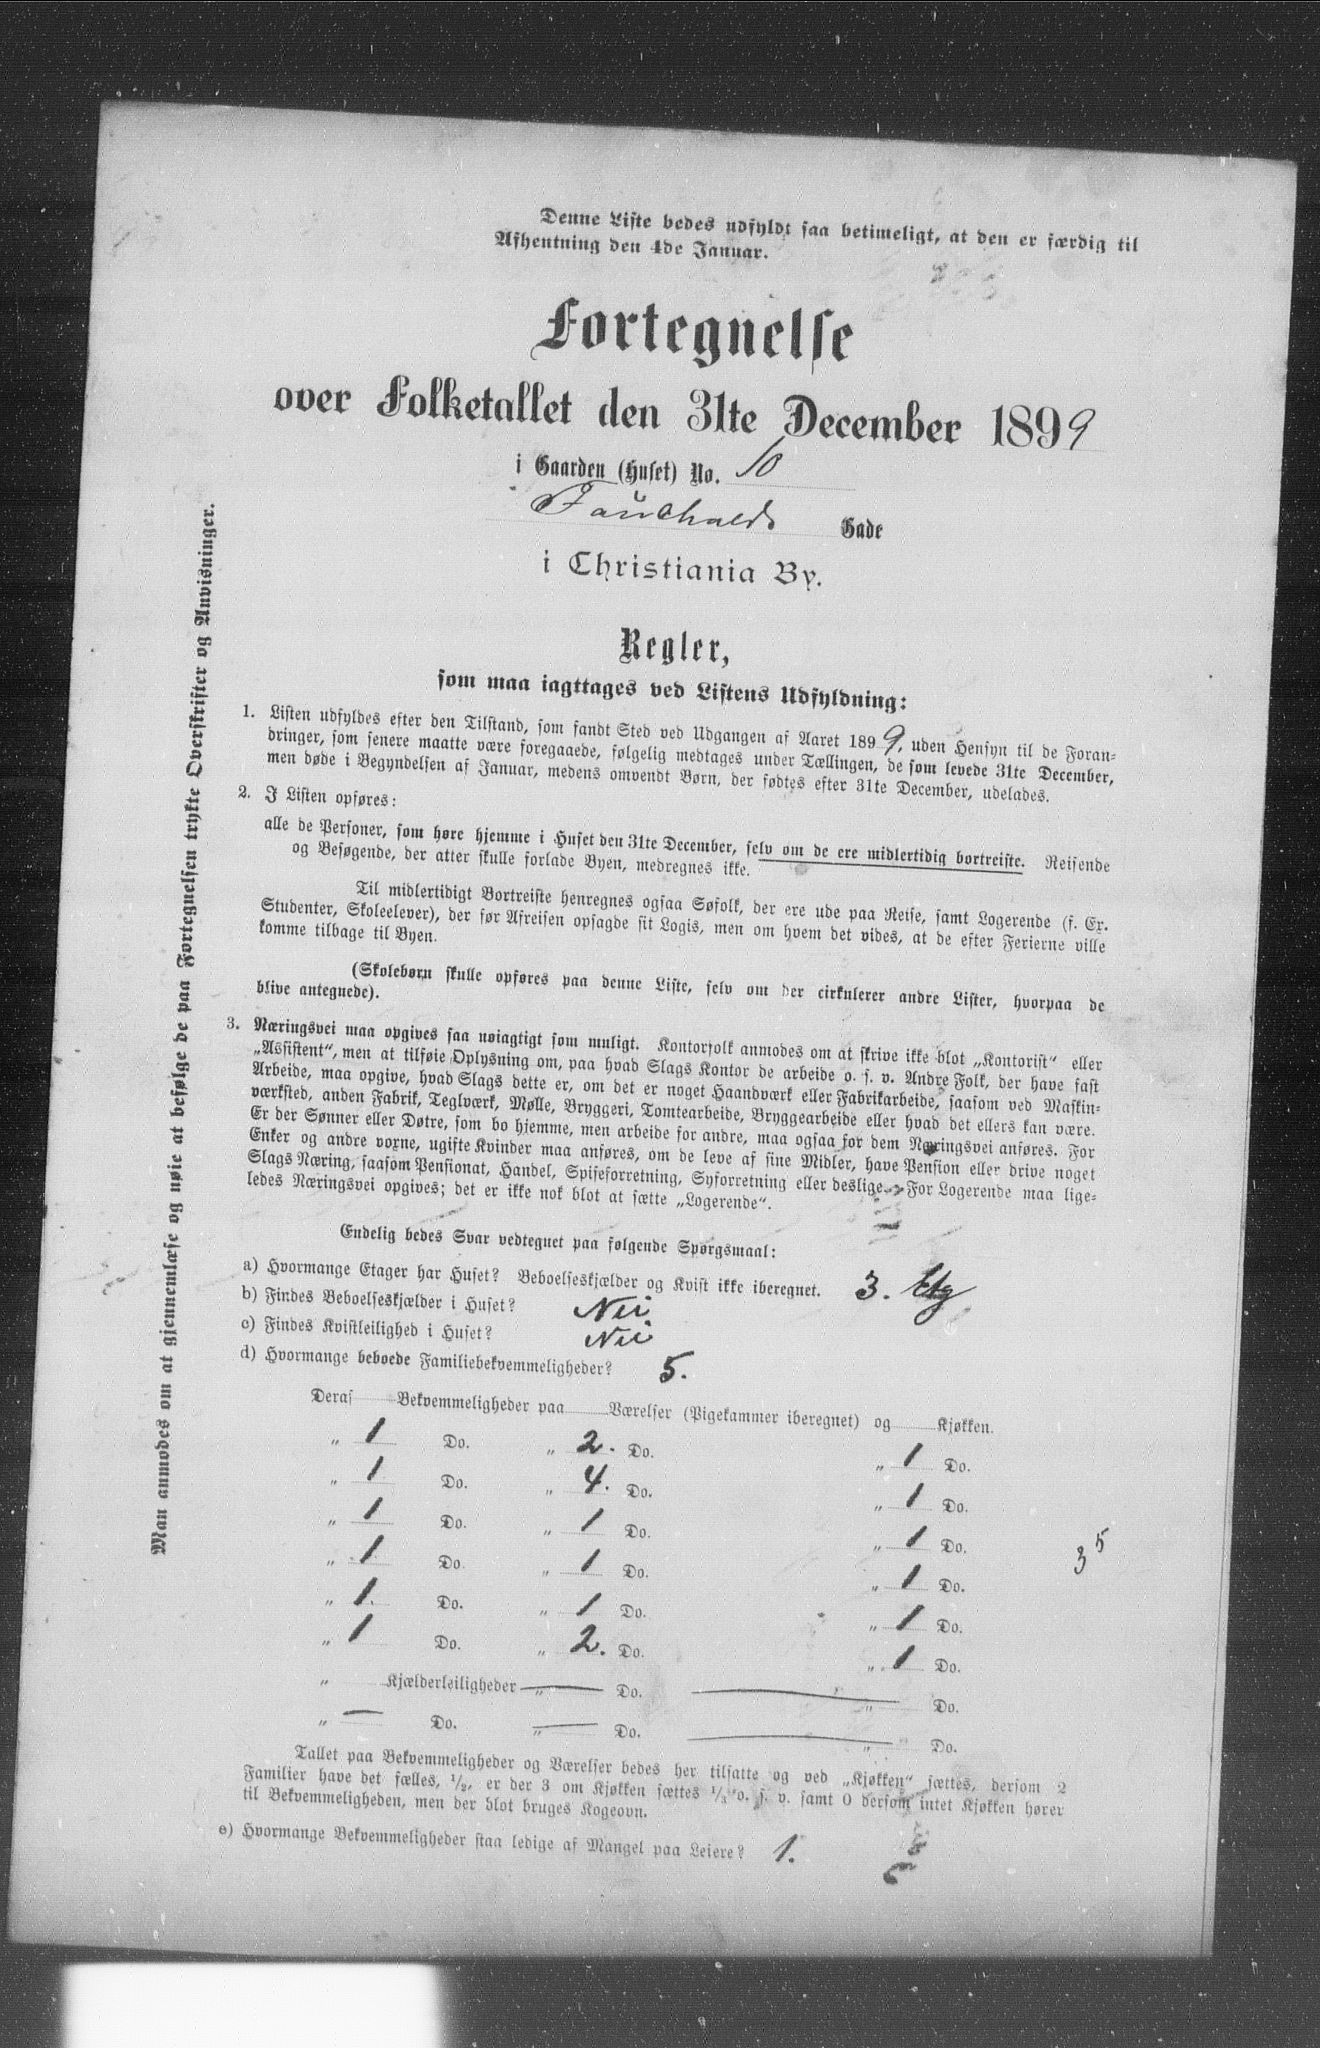 Denne Liste bedes udfyldt saa betimeligt, at den er færdig til
Afhentning den 4de Januar.
Fortegnelse
over Folketallet den 31te December 1899
i Gaarden (Huset) No. 10
Fauchalds Gade
i Christiania By.
Regler,
som maa iagttages ved Listens Udfyldning:
1. Listen udfyldes efter den Tilstand, som fandt Sted ved Udgangen af Aaret 1899, uden Hensyn til de Foran-
dringer, som senere maatte være foregaaede, følgelig medtages under Tællingen, de som levede 31te December,
men døde i Begyndelsen af Januar, medens omvendt Børn, der fødtes efter 31te December, udelades.
2. I Listen opføres:
alle de Personer, som høre hjemme i Huset den 31te December, selv om de ere midlertidig bortreiste. Reisende
og Besøgende, der atter skulle forlade Byen, medregnes ikke.
Til midlertidigt Bortreiste henregnes ogsaa Søfolk, der ere ude paa Reise, samt Logerende (f. Ex.
Studenter, Skoleelever), der før Afreisen opsagde sit Logis, men om hvem det vides, at de efter Ferierne ville
komme tilbage til Byen.
(Skolebørn skulle opføres paa denne Liste, selv om der cirkulerer andre Lister, hvorpaa de
blive antegnede).
3. Næringsvei maa opgives saa nøiagtigt som muligt. Kontorfolk anmodes om at skrive ikke blot „Kontorist“ eller
„Assistent“, men at tilføie Oplysning om, paa hvad Slags Kontor de arbeide o. s. v. Andre Folk, der have fast
Arbeide, maa opgive, hvad Slags dette er, om det er noget Haandværk eller Fabrikarbeide, saasom ved Maskin-
værksted, anden Fabrik, Teglværk, Mølle, Bryggeri, Tomtearbeide, Bryggearbeide eller hvad det ellers kan være.
Er der Sønner eller Døtre, som bo hjemme, men arbeide for andre, maa ogsaa for dem Næringsvei anføres. For
Enker og andre voxne, ugifte Kvinder maa anføres, om de leve af sine Midler, have Pension eller drive noget
Slags Næring, saasom Pensionat, Handel, Spiseforretning, Syforretning eller deslige. For Logerende maa lige-
ledes Næringsvei opgives; det er ikke nok blot at sætte „Logerende“.
Endelig bedes Svar vedtegnet paa følgende Spørgsmaal:
a) Hvormange Etager har Huset? Beboelseskjælder og Kvist ikke iberegnet. 3. Etg
b) Findes Beboelseskjælder i Huset? Nei
c) Findes Kvistleilighed i Huset? Nei
d) Hvormange beboede Familiebekvemmeligheder? 5.
Deraf Bekvemmeligheder paa Værelser (Pigekammer iberegnet) og Kjøkken.
„ 1 Do. „ 2. Do. „ 1 Do.
„ 1 Do. „ 4. Do. „ 1 Do.
„ 1 Do. „ 1 Do. „ 1 Do.
„ 1 Do. „ 1 Do. „ 1 Do.
„ 1. Do. „ 1 Do. „ 1 Do.
„ 1 Do. „ 2. Do. „ 1 Do.
3 5
„ Kjælderleiligheder „ Do. „ Do.
„ Do. „ Do. „ Do.
Tallet paa Bekvemmeligheder og Værelser bedes her tilsatte og ved „Kjøkken“ sættes, dersom 2
Familier have det fælles, 1/2, er der 3 om Kjøkken sættes 1/3 o. s. v. samt 0 dersom intet Kjøkken hører
til Bekvemmeligheden, men der blot bruges Kogeovn.
e) Hvormange Bekvemmeligheder staa ledige af Mangel paa Leiere? 1.
Man anmodes om at gjennemlæse og nøie at befølge de paa Fortegnelsen trykte Overskrifter og Anvisninger.